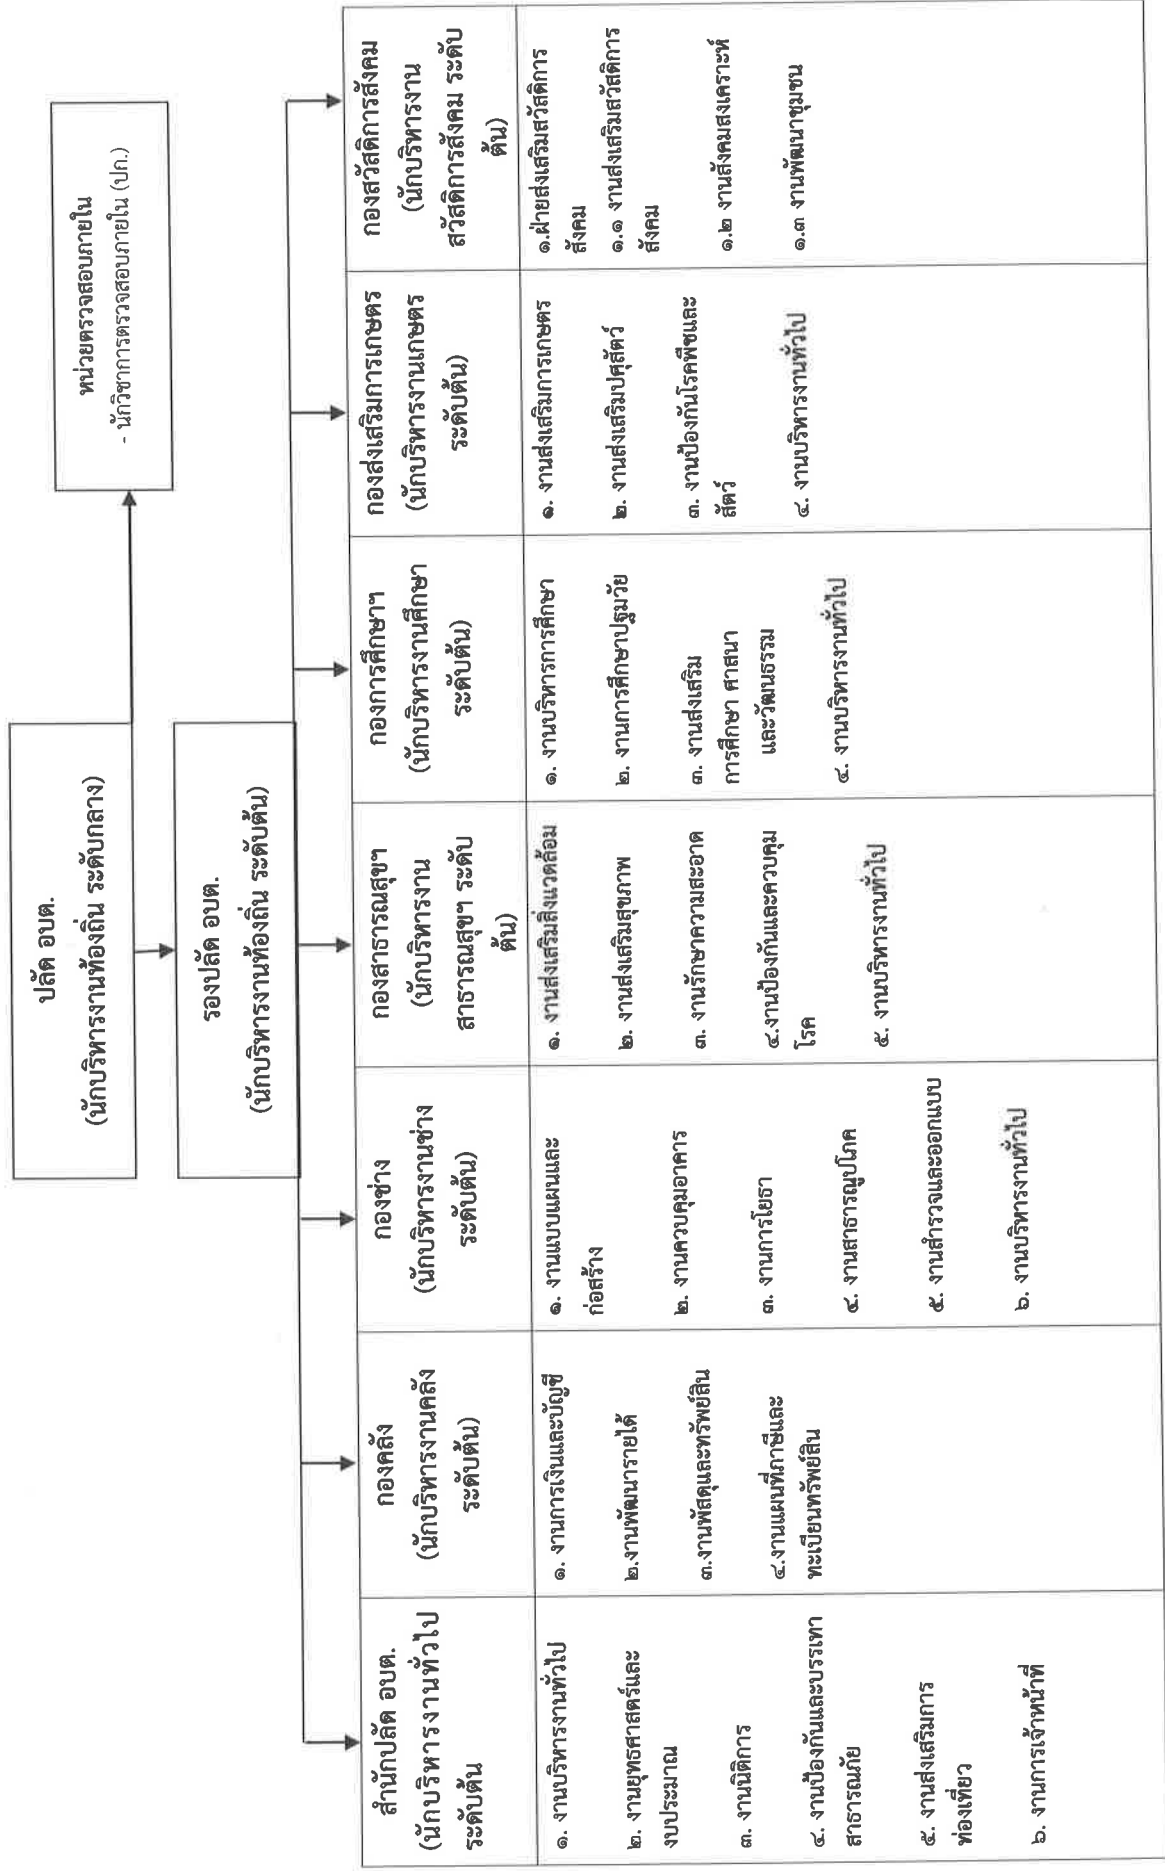 ปลัด อบต.
(นักบริหารงานท้องถิ่น ระดับกลาง)
หน่วยตรวจสอบภายใน
- นักวิชาการตรวจสอบภายใน (ปก.)
รองปลัด อบต.
(นักบริหารงานท้องถิ่น ระดับต้น)
สำนักปลัด อบต.
(นักบริหารงานทั่วไป
ระดับต้น
๑. งานบริหารงานทั่วไป
๒. งานยุทธศาสตร์และ
งบประมาณ
๓. งานนิติการ
๔. งานป้องกันและบรรเทา
สาธารณภัย
๕. งานส่งเสริมการ
ท่องเที่ยว
๖. งานการเจ้าหน้าที่
กองคลัง
(นักบริหารงานคลัง
ระดับต้น)
๑. งานการเงินและบัญชี
๒.งานพัฒนารายได้
๓.งานพัสดุและทรัพย์สิน
๔.งานแผนที่ภาษีและ
ทะเบียนทรัพย์สิน
กองช่าง
(นักบริหารงานช่าง
ระดับต้น)
๑. งานแบบแผนและ
ก่อสร้าง
๒. งานควบคุมอาคาร
๓. งานการโยธา
๔. งานสาธารณูปโภค
๕. งานสำรวจและออกแบบ
๖. งานบริหารงานทั่วไป
กองสาธารณสุขฯ
(นักบริหารงาน
สาธารณสุขฯ ระดับ
ต้น)
๑. งานส่งเสริมสิ่งแวดล้อม
๒. งานส่งเสริมสุขภาพ
๓. งานรักษาความสะอาด
๔.งานป้องกันและควบคุม
โรค
๕. งานบริหารงานทั่วไป
กองการศึกษาฯ
(นักบริหารงานศึกษา
ระดับต้น)
๑. งานบริหารการศึกษา
๒. งานการศึกษาปฐมวัย
๓. งานส่งเสริม
การศึกษา ศาสนา
และวัฒนธรรม
๔. งานบริหารงานทั่วไป
กองส่งเสริมการเกษตร
(นักบริหารงานเกษตร
ระดับต้น)
๑. งานส่งเสริมการเกษตร
๒. งานส่งเสริมปศุสัตว์
๓. งานป้องกันโรคพืชและ
สัตว์
๔. งานบริหารงานทั่วไป
กองสวัสดิการสังคม
(นักบริหารงาน
สวัสดิการสังคม ระดับ
ต้น)
๑.ฝ่ายส่งเสริมสวัสดิการ
สังคม
๑.๑ งานส่งเสริมสวัสดิการ
สังคม
๑.๒ งานสังคมสงเคราะห์
๑.๓ งานพัฒนาชุมชน